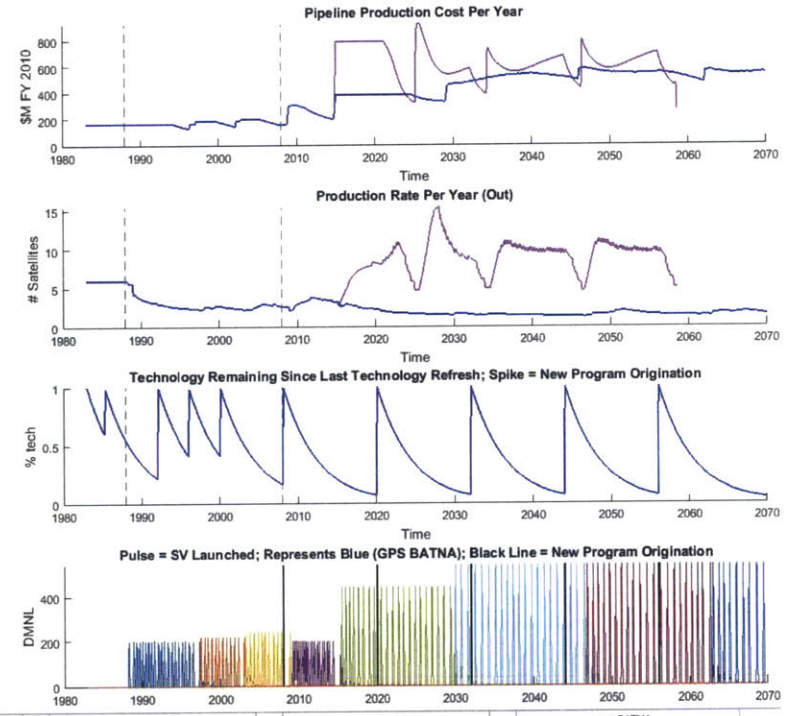 Pipeline Production Cost Per Year
$M FY 2010
800
600
400
200
0
1980 1990 2000 2010 2020 2030 2040 2050 2060 2070
Time
Production Rate Per Year (Out)
# Satellites
15
10
5
0
1980 1990 2000 2010 2020 2030 2040 2050 2060 2070
Time
Technology Remaining Since Last Technology Refresh; Spike = New Program Origination
% tech
1
0.5
0
1980 1990 2000 2010 2020 2030 2040 2050 2060 2070
Time
Pulse = SV Launched; Represents Blue (GPS BATNA); Black Line = New Program Origination
DMNL
400
200
0
1980 1990 2000 2010 2020 2030 2040 2050 2060 2070